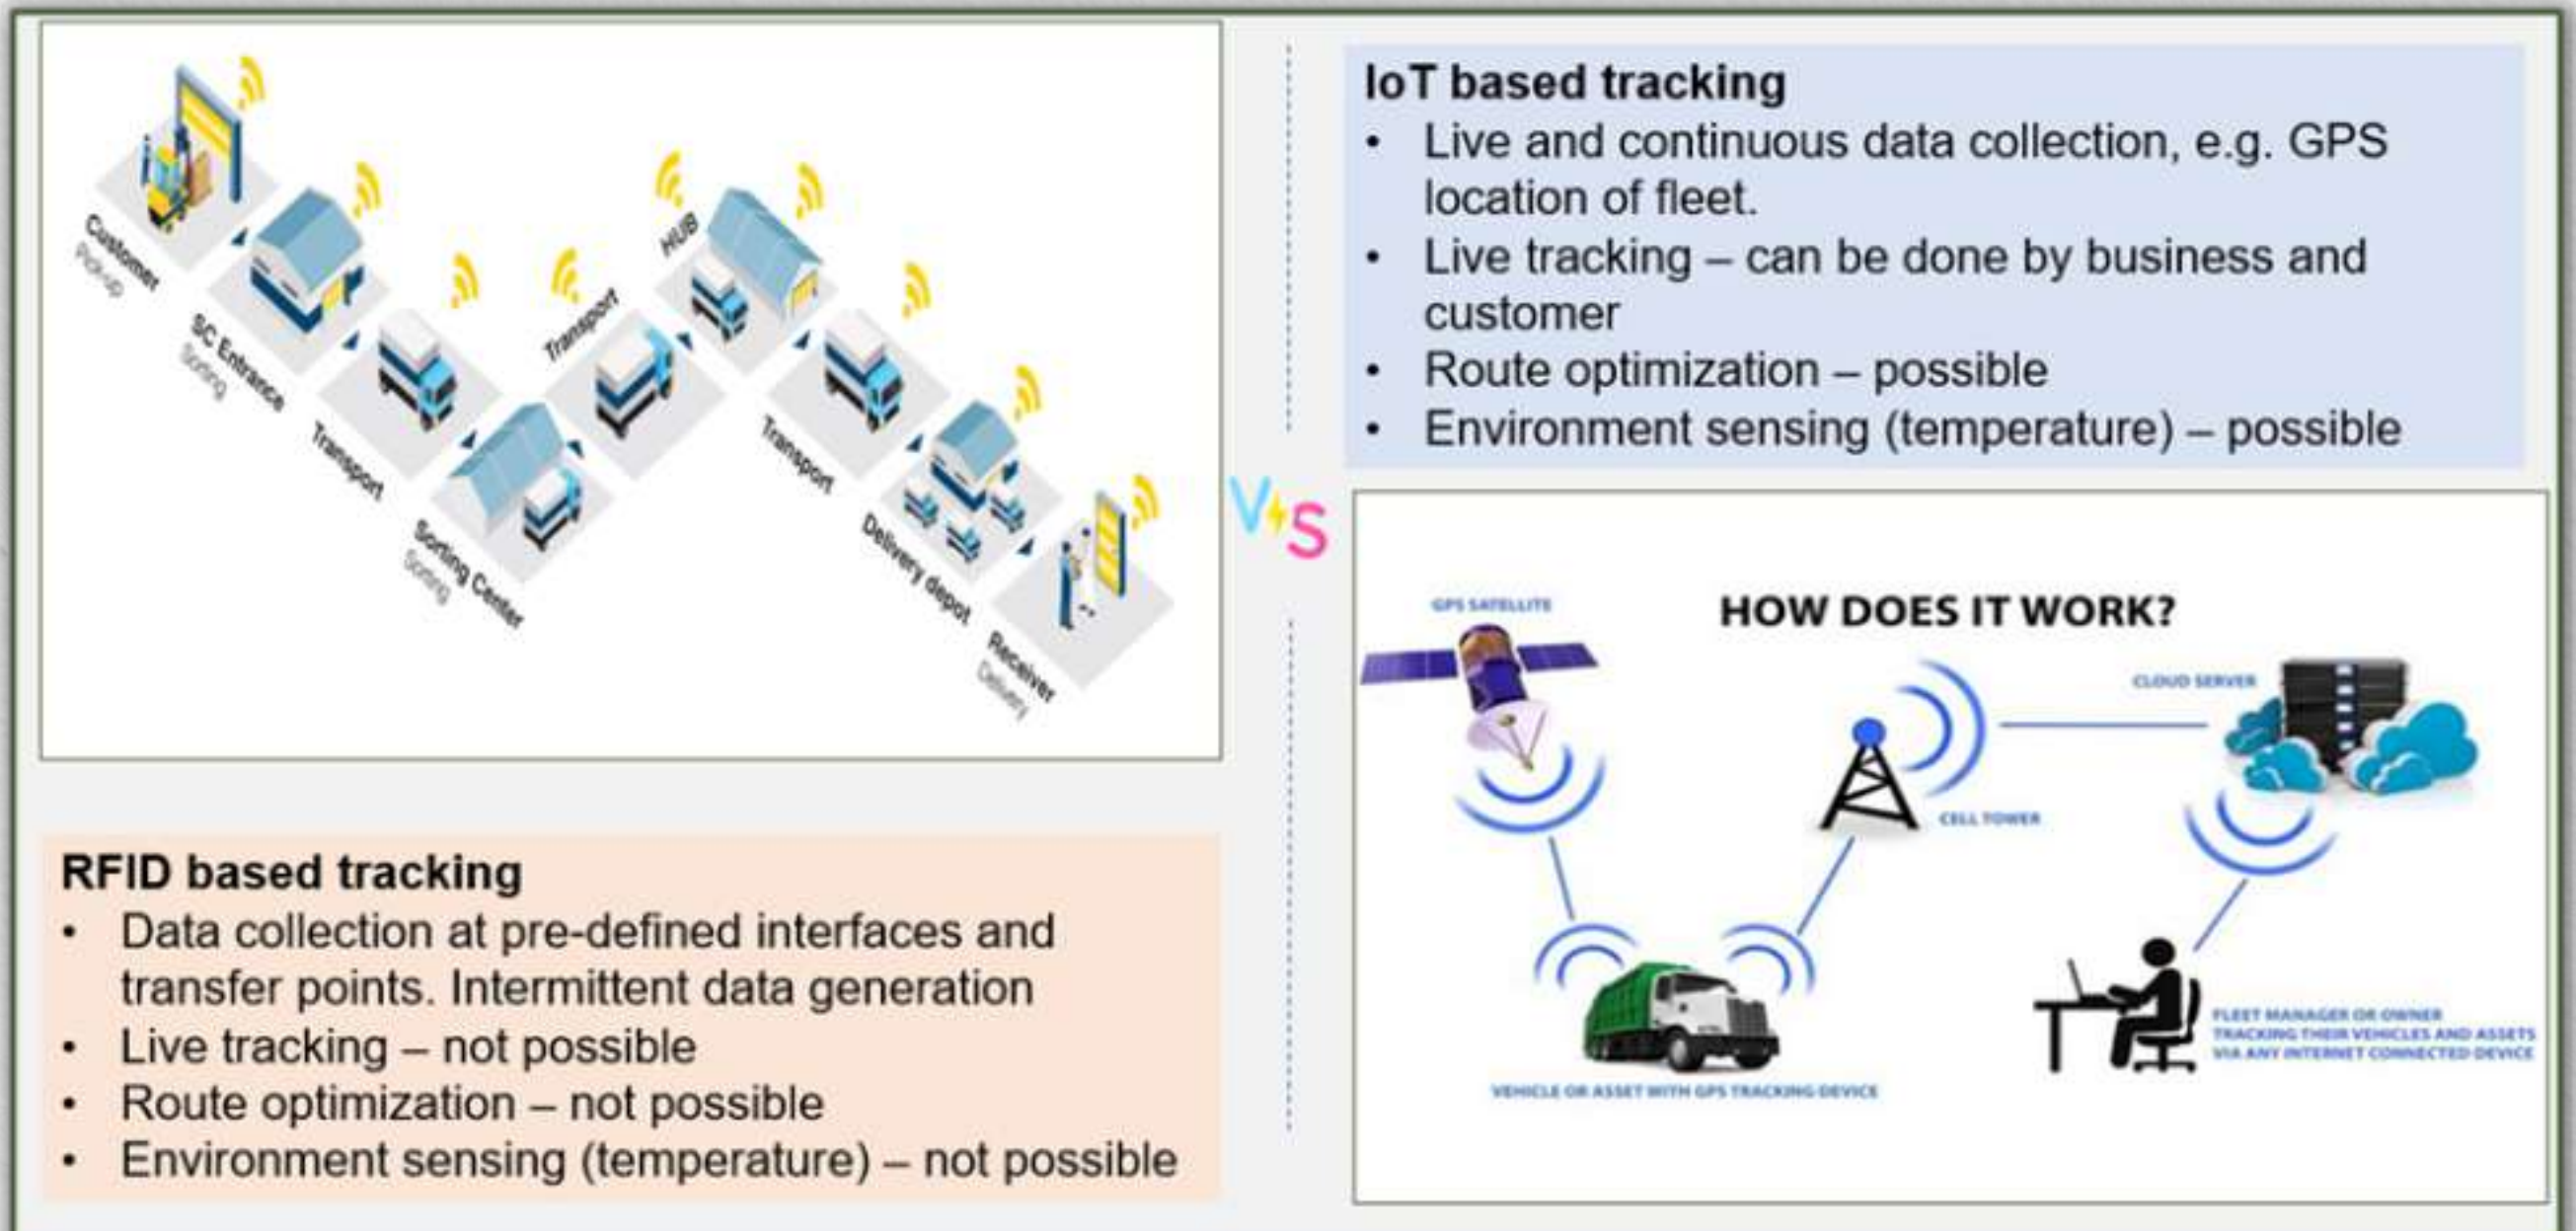 Customer
Pick-up
SC Entrance
Sorting
Transport
Sorting Center
Sorting
Transport
HUB
Transport
Delivery depot
Receiver
Delivery
RFID based tracking
• Data collection at pre-defined interfaces and
transfer points. Intermittent data generation
• Live tracking – not possible
• Route optimization – not possible
• Environment sensing (temperature) – not possible
V S
IoT based tracking
• Live and continuous data collection, e.g. GPS
location of fleet.
• Live tracking – can be done by business and
customer
• Route optimization – possible
• Environment sensing (temperature) – possible
HOW DOES IT WORK?
GPS SATELLITE
CLOUD SERVER
CELL TOWER
VEHICLE OR ASSET WITH GPS TRACKING DEVICE
FLEET MANAGER OR OWNER
TRACKING THEIR VEHICLES AND ASSETS
VIA ANY INTERNET CONNECTED DEVICE